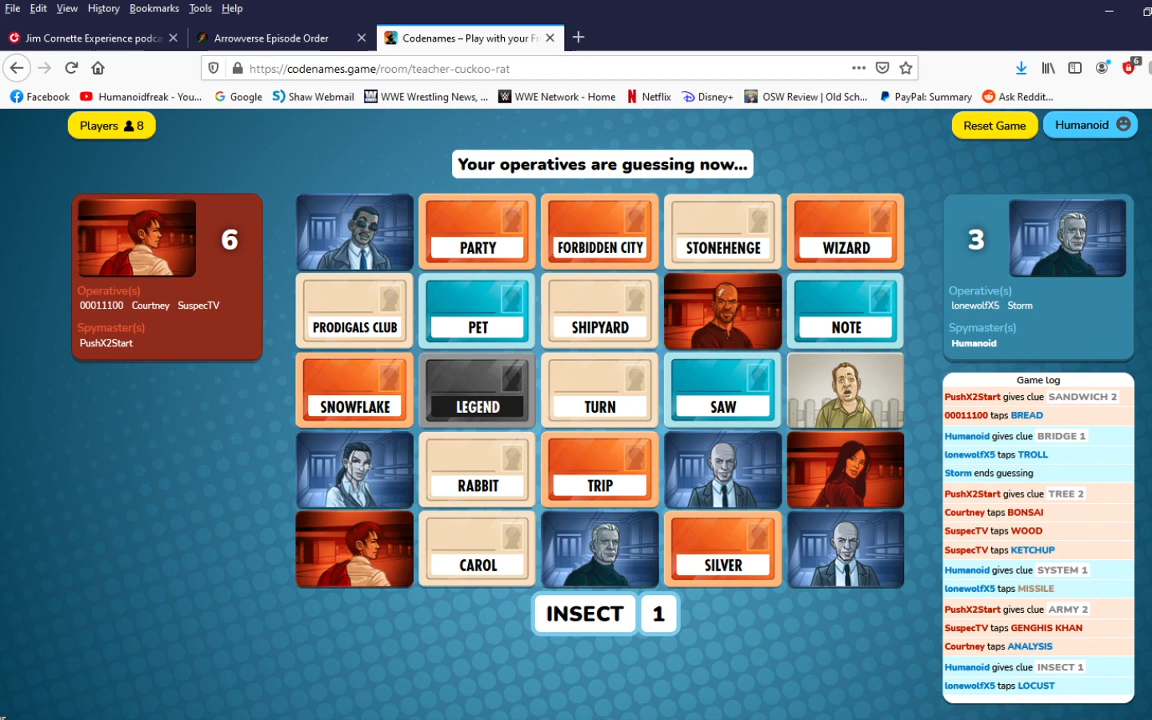 File Edit View History Bookmarks Tools Help
Jim Cornette Experience podca
Arrowverse Episode Order
Codenames – Play with your Fr
https://codenames.game/room/teacher-cuckoo-rat
6
Facebook
Humanoidfreak - You...
Google
Shaw Webmail
WWE Wrestling News, ...
WWE Network - Home
Netflix
Disney+
OSW Review | Old Sch...
PayPal: Summary
Ask Reddit...
Players 8
Reset Game
Humanoid
Your operatives are guessing now...
6
Operative(s)
00011100 Courtney SuspecTV
Spymaster(s)
PushX2Start
PARTY
FORBIDDEN CITY
STONEHENGE
WIZARD
PRODIGALS CLUB
PET
SHIPYARD
NOTE
SNOWFLAKE
LEGEND
TURN
SAW
RABBIT
TRIP
CAROL
SILVER
INSECT 1
3
Operative(s)
lonewolfX5 Storm
Spymaster(s)
Humanoid
Game log
PushX2Start gives clue SANDWICH 2
00011100 taps BREAD
Humanoid gives clue BRIDGE 1
lonewolfX5 taps TROLL
Storm ends guessing
PushX2Start gives clue TREE 2
Courtney taps BONSAI
SuspecTV taps WOOD
SuspecTV taps KETCHUP
Humanoid gives clue SYSTEM 1
lonewolfX5 taps MISSILE
PushX2Start gives clue ARMY 2
SuspecTV taps GENGHIS KHAN
Courtney taps ANALYSIS
Humanoid gives clue INSECT 1
lonewolfX5 taps LOCUST